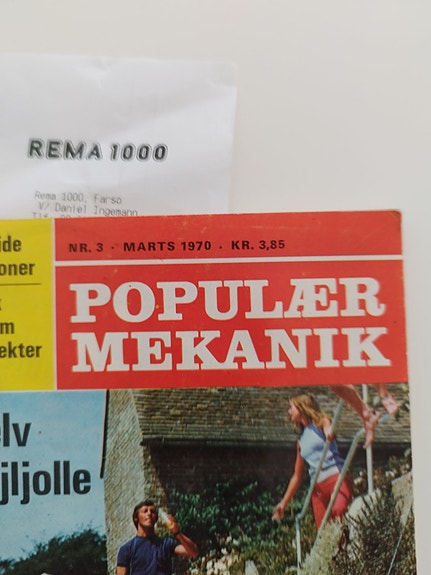 REMA 1000
Rema 1000, Farsø
V/ Daniel Ingemann
ide
oner
NR. 3 · MARTS 1970 · KR. 3,85
POPULÆR
MEKANIK
m
ekter
elv
jljolle